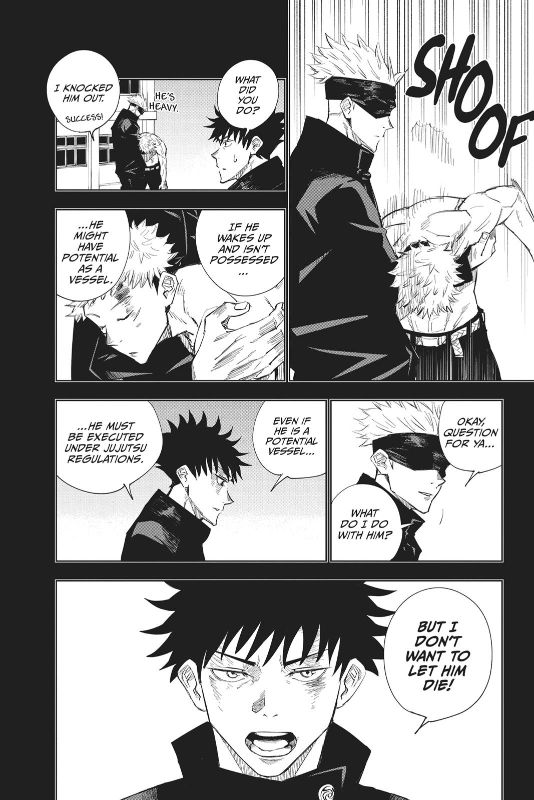 SHOOF
WHAT
DID
YOU
DO?
HE'S
HEAVY.
I KNOCKED
HIM OUT.
SUCCESS!
IF HE
WAKES UP
AND ISN'T
POSSESSED
...
...HE
MIGHT
HAVE
POTENTIAL
AS A
VESSEL.
OKAY,
QUESTION
FOR YA...
WHAT
DO I DO
WITH HIM?
EVEN IF
HE IS A
POTENTIAL
VESSEL...
...HE MUST
BE EXECUTED
UNDER JUJUTSU
REGULATIONS.
BUT I
DON'T
WANT TO
LET HIM
DIE!